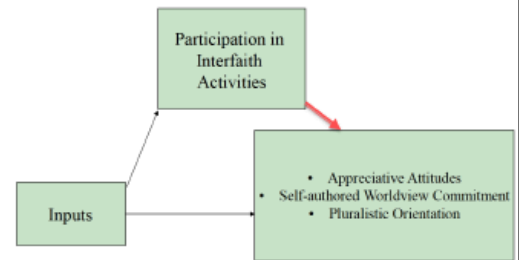 Participation in
Interfaith
Activities
• Appreciative Attitudes
• Self-authored Worldview Commitment
• Pluralistic Orientation
Inputs